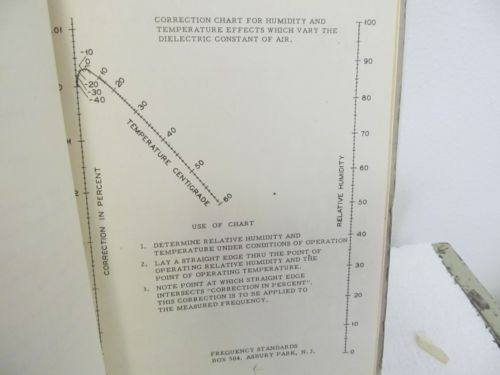 CORRECTION CHART FOR HUMIDITY AND
TEMPERATURE EFFECTS WHICH VARY THE
DIELECTRIC CONSTANT OF AIR.
.01
-10
0
10
20
30
40
50
60
-20
-30
-40
TEMPERATURE CENTIGRADE
CORRECTION IN PERCENT
100
90
80
70
60
50
40
30
20
10
0
RELATIVE HUMIDITY
USE OF CHART
1. DETERMINE RELATIVE HUMIDITY AND
TEMPERATURE UNDER CONDITIONS OF OPERATION
2. LAY A STRAIGHT EDGE THRU THE POINT OF
OPERATING RELATIVE HUMIDITY AND THE
POINT OF OPERATING TEMPERATURE.
3. NOTE POINT AT WHICH STRAIGHT EDGE
INTERSECTS "CORRECTION IN PERCENT".
THIS CORRECTION IS TO BE APPLIED TO
THE MEASURED FREQUENCY.
FREQUENCY STANDARDS
BOX 504, ASBURY PARK, N. J.